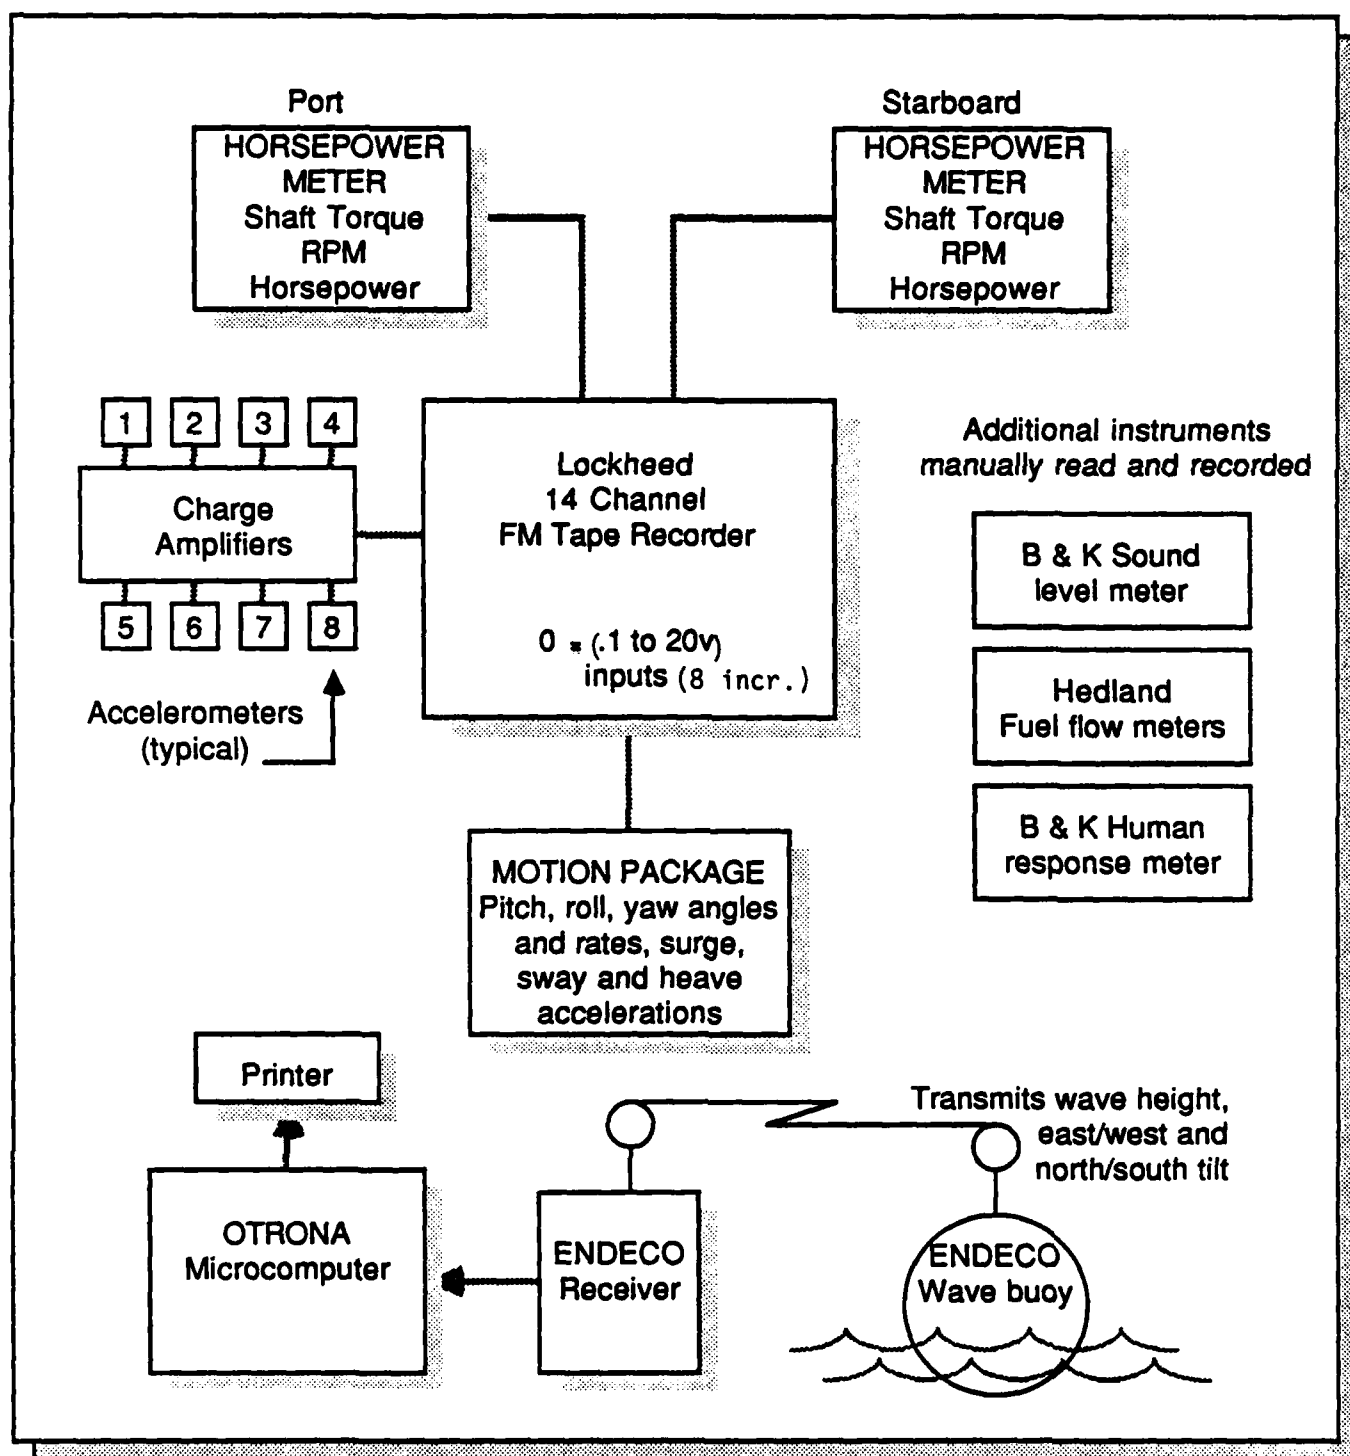 Port
HORSEPOWER
METER
Shaft Torque
RPM
Horsepower
Starboard
HORSEPOWER
METER
Shaft Torque
RPM
Horsepower
1 2 3 4
Charge
Amplifiers
5 6 7 8
Accelerometers
(typical)
Lockheed
14 Channel
FM Tape Recorder
0 = (.1 to 20v)
inputs (8 incr.)
Additional instruments
manually read and recorded
B & K Sound
level meter
Hedland
Fuel flow meters
B & K Human
response meter
MOTION PACKAGE
Pitch, roll, yaw angles
and rates, surge,
sway and heave
accelerations
Printer
OTRONA
Microcomputer
ENDECO
Receiver
Transmits wave height,
east/west and
north/south tilt
ENDECO
Wave buoy